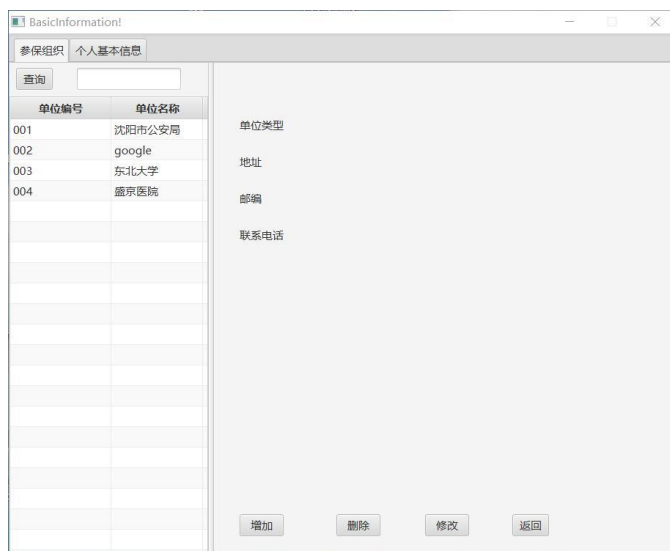 BasicInformation!
参保组织 个人基本信息
查询
单位编号 单位名称
001 沈阳市公安局
002 google
003 东北大学
004 盛京医院
单位类型
地址
邮编
联系电话
增加 删除 修改 返回